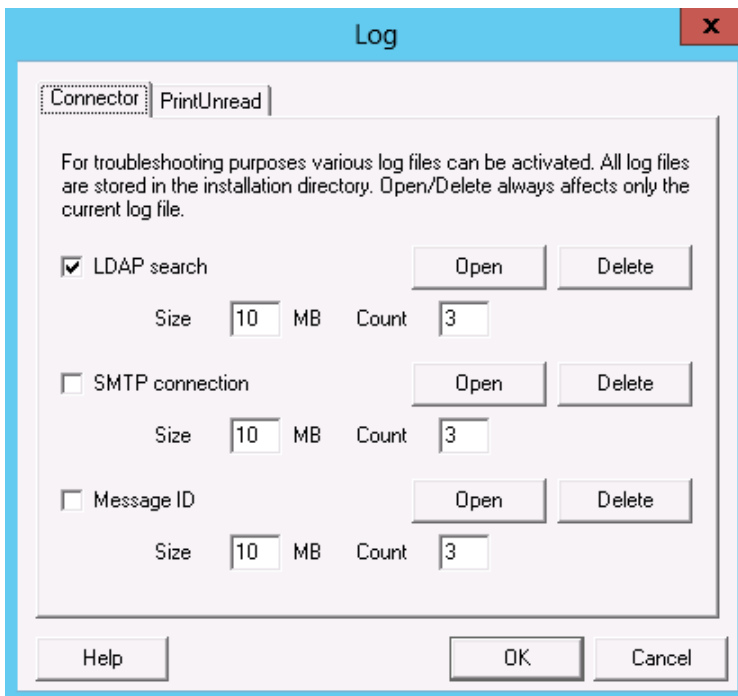 Log
x
Connector PrintUnread
For troubleshooting purposes various log files can be activated. All log files
are stored in the installation directory. Open/Delete always affects only the
current log file.
LDAP search Open Delete
Size 10 MB Count 3
SMTP connection Open Delete
Size 10 MB Count 3
Message ID Open Delete
Size 10 MB Count 3
Help OK Cancel